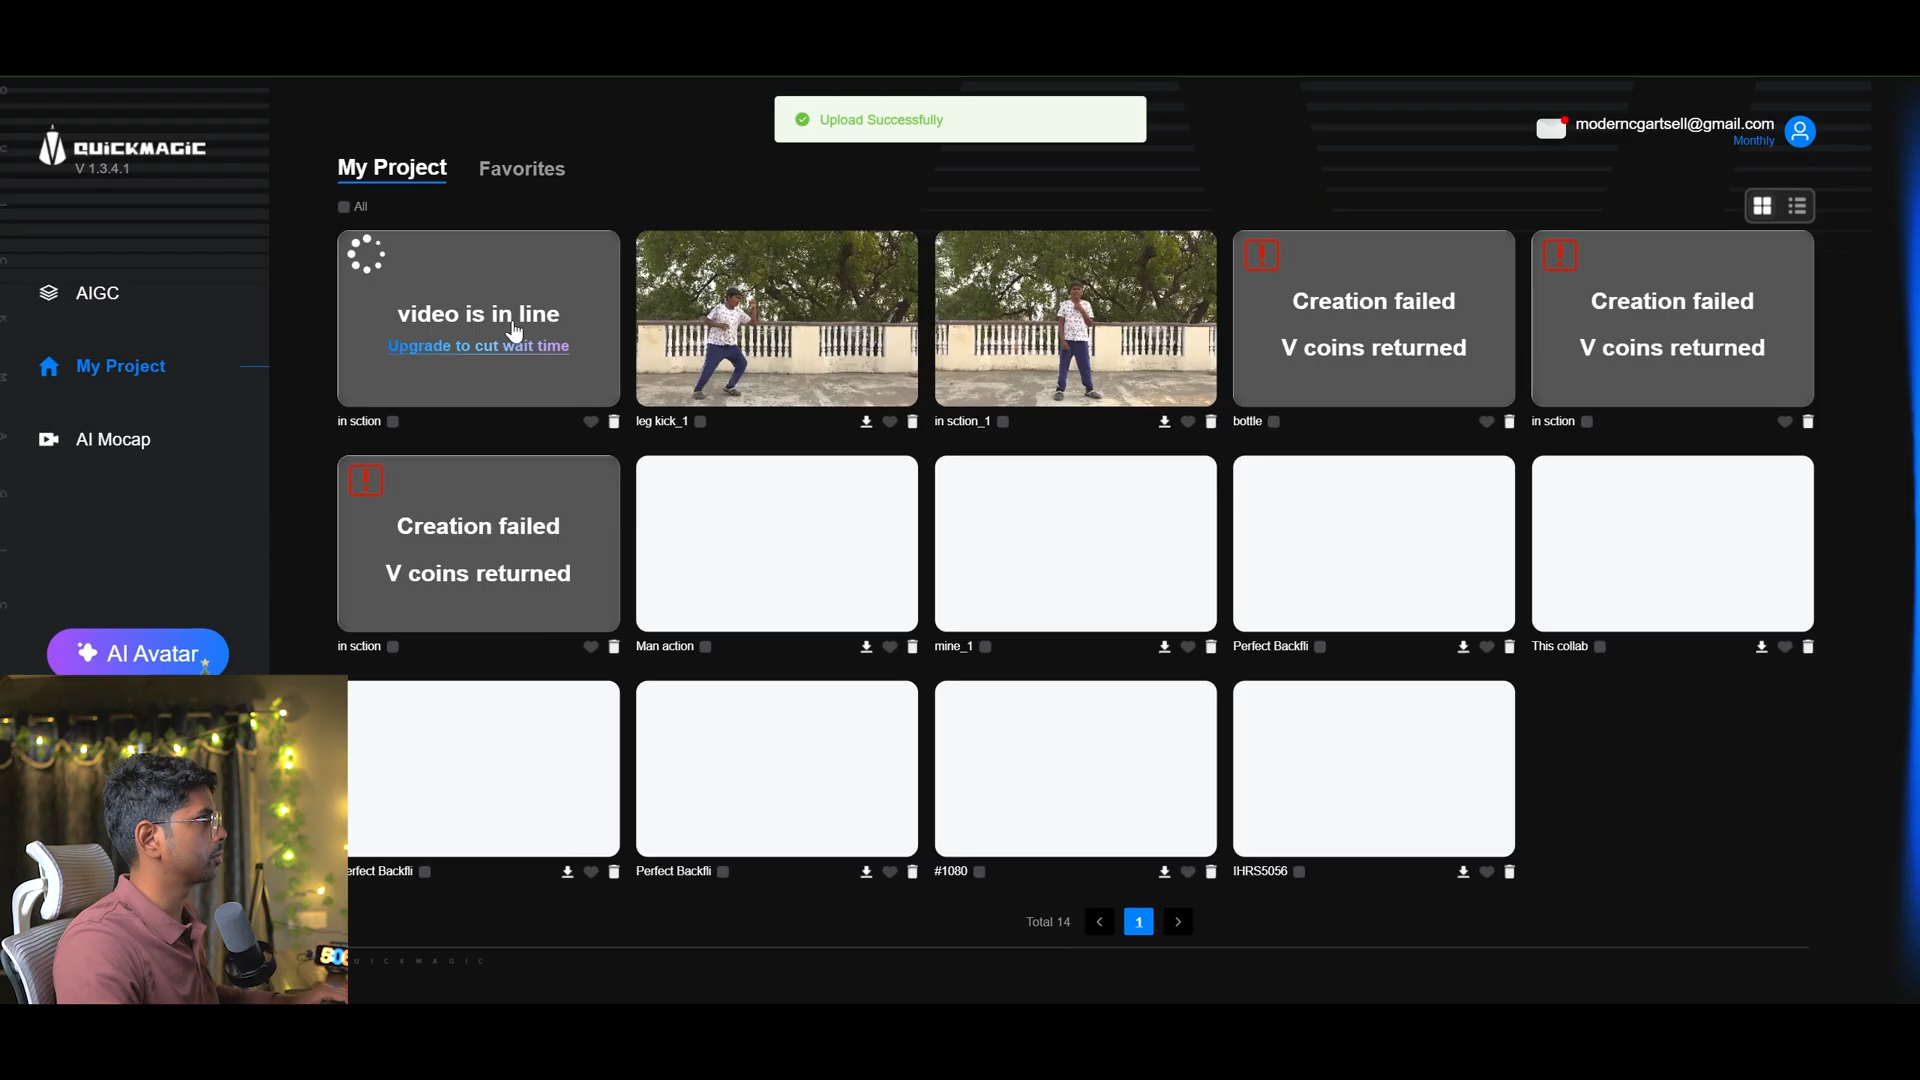 Upload Successfully
moderncgartsell@gmail.com
Monthly
QUICKMAGIC
V 1.3.4.1
My Project
Favorites
All
AIGC
My Project
AI Mocap
AI Avatar
video is in line
Upgrade to cut wait time
Creation failed
V coins returned
Creation failed
V coins returned
in sction
leg kick_1
in sction_1
bottle
in sction
Creation failed
V coins returned
in sction
Man action
mine_1
Perfect Backfli
This collab
erfect Backfli
Perfect Backfli
#1080
IHRS5056
Total 14
1
UICKMAGIC